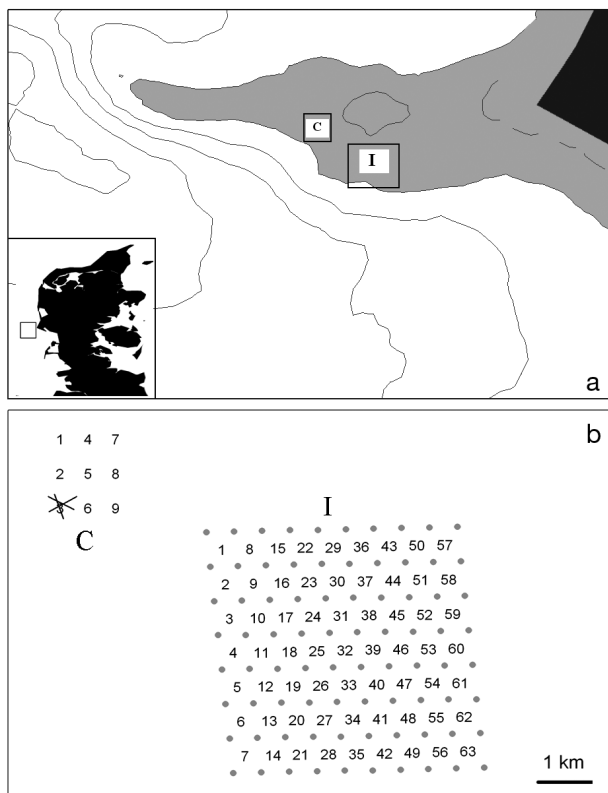 C
I
a
b
1 4 7
2 5 8
3 6 9
C
I
1 8 15 22 29 36 43 50 57
2 9 16 23 30 37 44 51 58
3 10 17 24 31 38 45 52 59
4 11 18 25 32 39 46 53 60
5 12 19 26 33 40 47 54 61
6 13 20 27 34 41 48 55 62
7 14 21 28 35 42 49 56 63
1 km